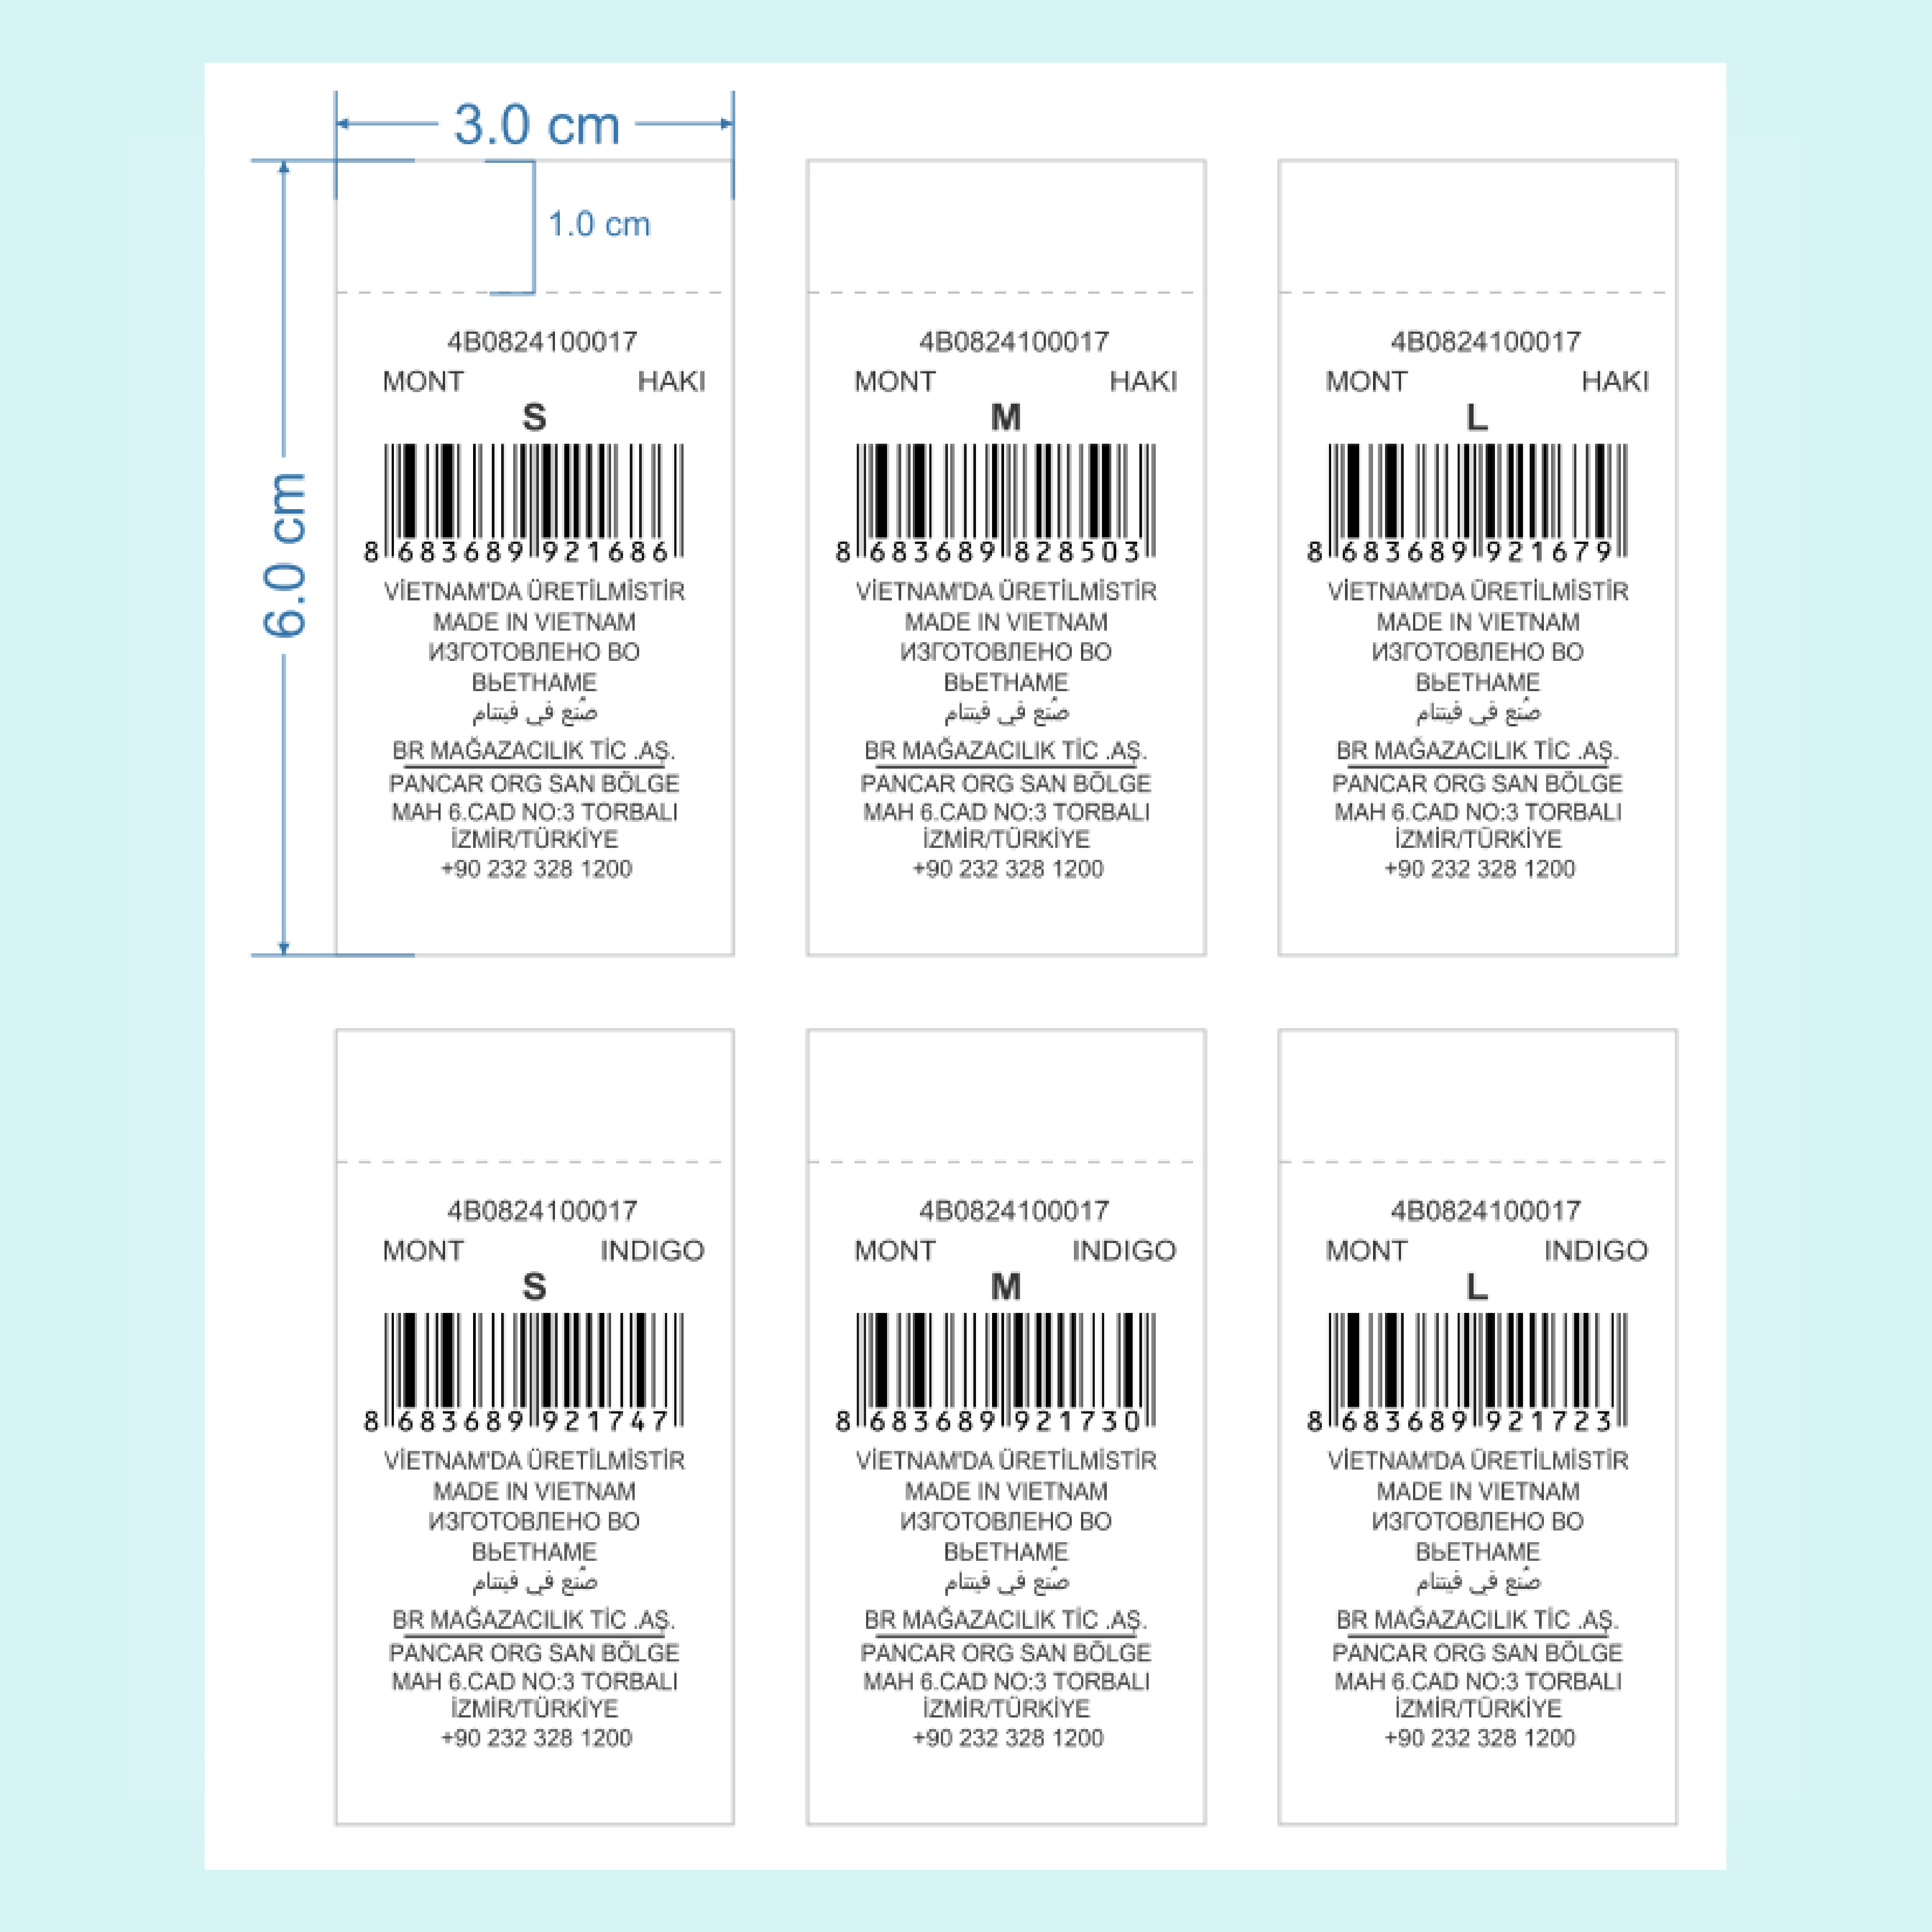 3.0 cm
1.0 cm
6.0 cm
4B0824100017
MONT HAKI
S
8 683689 921686
VİETNAM'DA ÜRETİLMİSTİR
MADE IN VIETNAM
ИЗГОТОВЛЕНО ВО
ВЬЕТНАМЕ
صُنع في فيتنام
BR MAĞAZACILIK TİC .AŞ.
PANCAR ORG SAN BÖLGE
MAH 6.CAD NO:3 TORBALI
İZMİR/TÜRKİYE
+90 232 328 1200
4B0824100017
MONT HAKI
M
8 683689 828503
VİETNAM'DA ÜRETİLMİSTİR
MADE IN VIETNAM
ИЗГОТОВЛЕНО ВО
ВЬЕТНАМЕ
صُنع في فيتنام
BR MAĞAZACILIK TİC .AŞ.
PANCAR ORG SAN BÖLGE
MAH 6.CAD NO:3 TORBALI
İZMİR/TÜRKİYE
+90 232 328 1200
4B0824100017
MONT HAKI
L
8 683689 921679
VİETNAM'DA ÜRETİLMİSTİR
MADE IN VIETNAM
ИЗГОТОВЛЕНО ВО
ВЬЕТНАМЕ
صُنع في فيتنام
BR MAĞAZACILIK TİC .AŞ.
PANCAR ORG SAN BÖLGE
MAH 6.CAD NO:3 TORBALI
İZMİR/TÜRKİYE
+90 232 328 1200
4B0824100017
MONT INDIGO
S
8 683689 921747
VİETNAM'DA ÜRETİLMİSTİR
MADE IN VIETNAM
ИЗГОТОВЛЕНО ВО
ВЬЕТНАМЕ
صُنع في فيتنام
BR MAĞAZACILIK TİC .AŞ.
PANCAR ORG SAN BÖLGE
MAH 6.CAD NO:3 TORBALI
İZMİR/TÜRKİYE
+90 232 328 1200
4B0824100017
MONT INDIGO
M
8 683689 921730
VİETNAM'DA ÜRETİLMİSTİR
MADE IN VIETNAM
ИЗГОТОВЛЕНО ВО
ВЬЕТНАМЕ
صُنع في فيتنام
BR MAĞAZACILIK TİC .AŞ.
PANCAR ORG SAN BÖLGE
MAH 6.CAD NO:3 TORBALI
İZMİR/TÜRKİYE
+90 232 328 1200
4B0824100017
MONT INDIGO
L
8 683689 921723
VİETNAM'DA ÜRETİLMİSTİR
MADE IN VIETNAM
ИЗГОТОВЛЕНО ВО
ВЬЕТНАМЕ
صُنع في فيتنام
BR MAĞAZACILIK TİC .AŞ.
PANCAR ORG SAN BÖLGE
MAH 6.CAD NO:3 TORBALI
İZMİR/TÜRKİYE
+90 232 328 1200